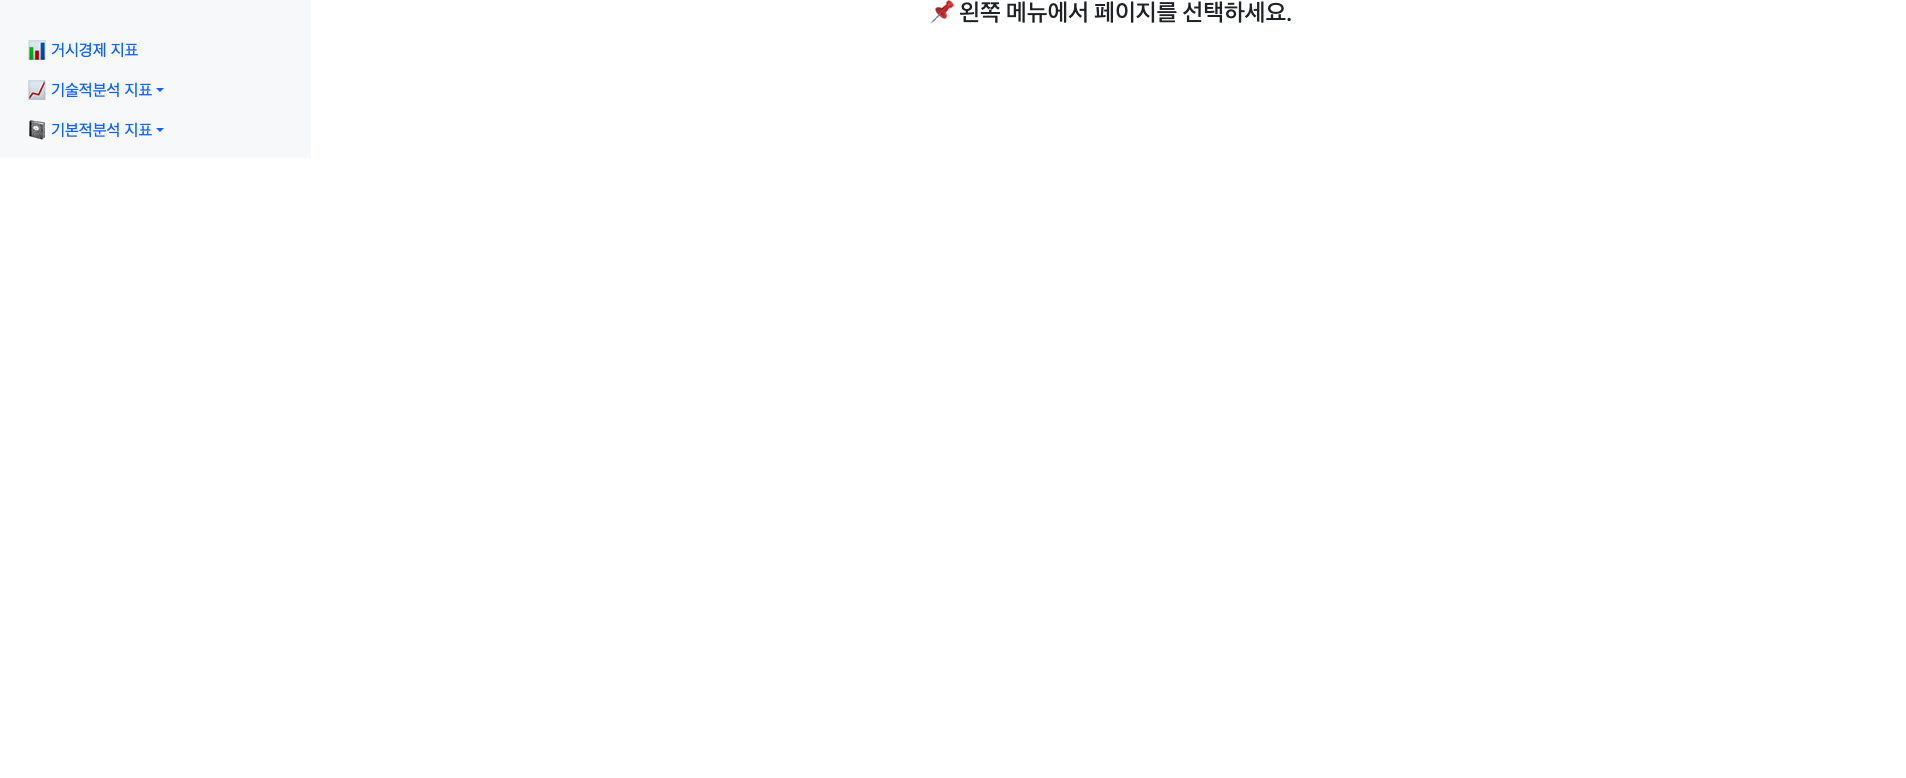 📌 왼쪽 메뉴에서 페이지를 선택하세요.
📊 거시경제 지표
📈 기술적분석 지표
📓 기본적분석 지표